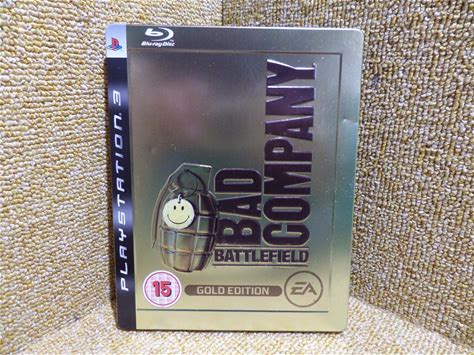 Blu-ray Disc
PLAYSTATION 3
BAD
COMPANY
BATTLEFIELD
GOLD EDITION
15
EA